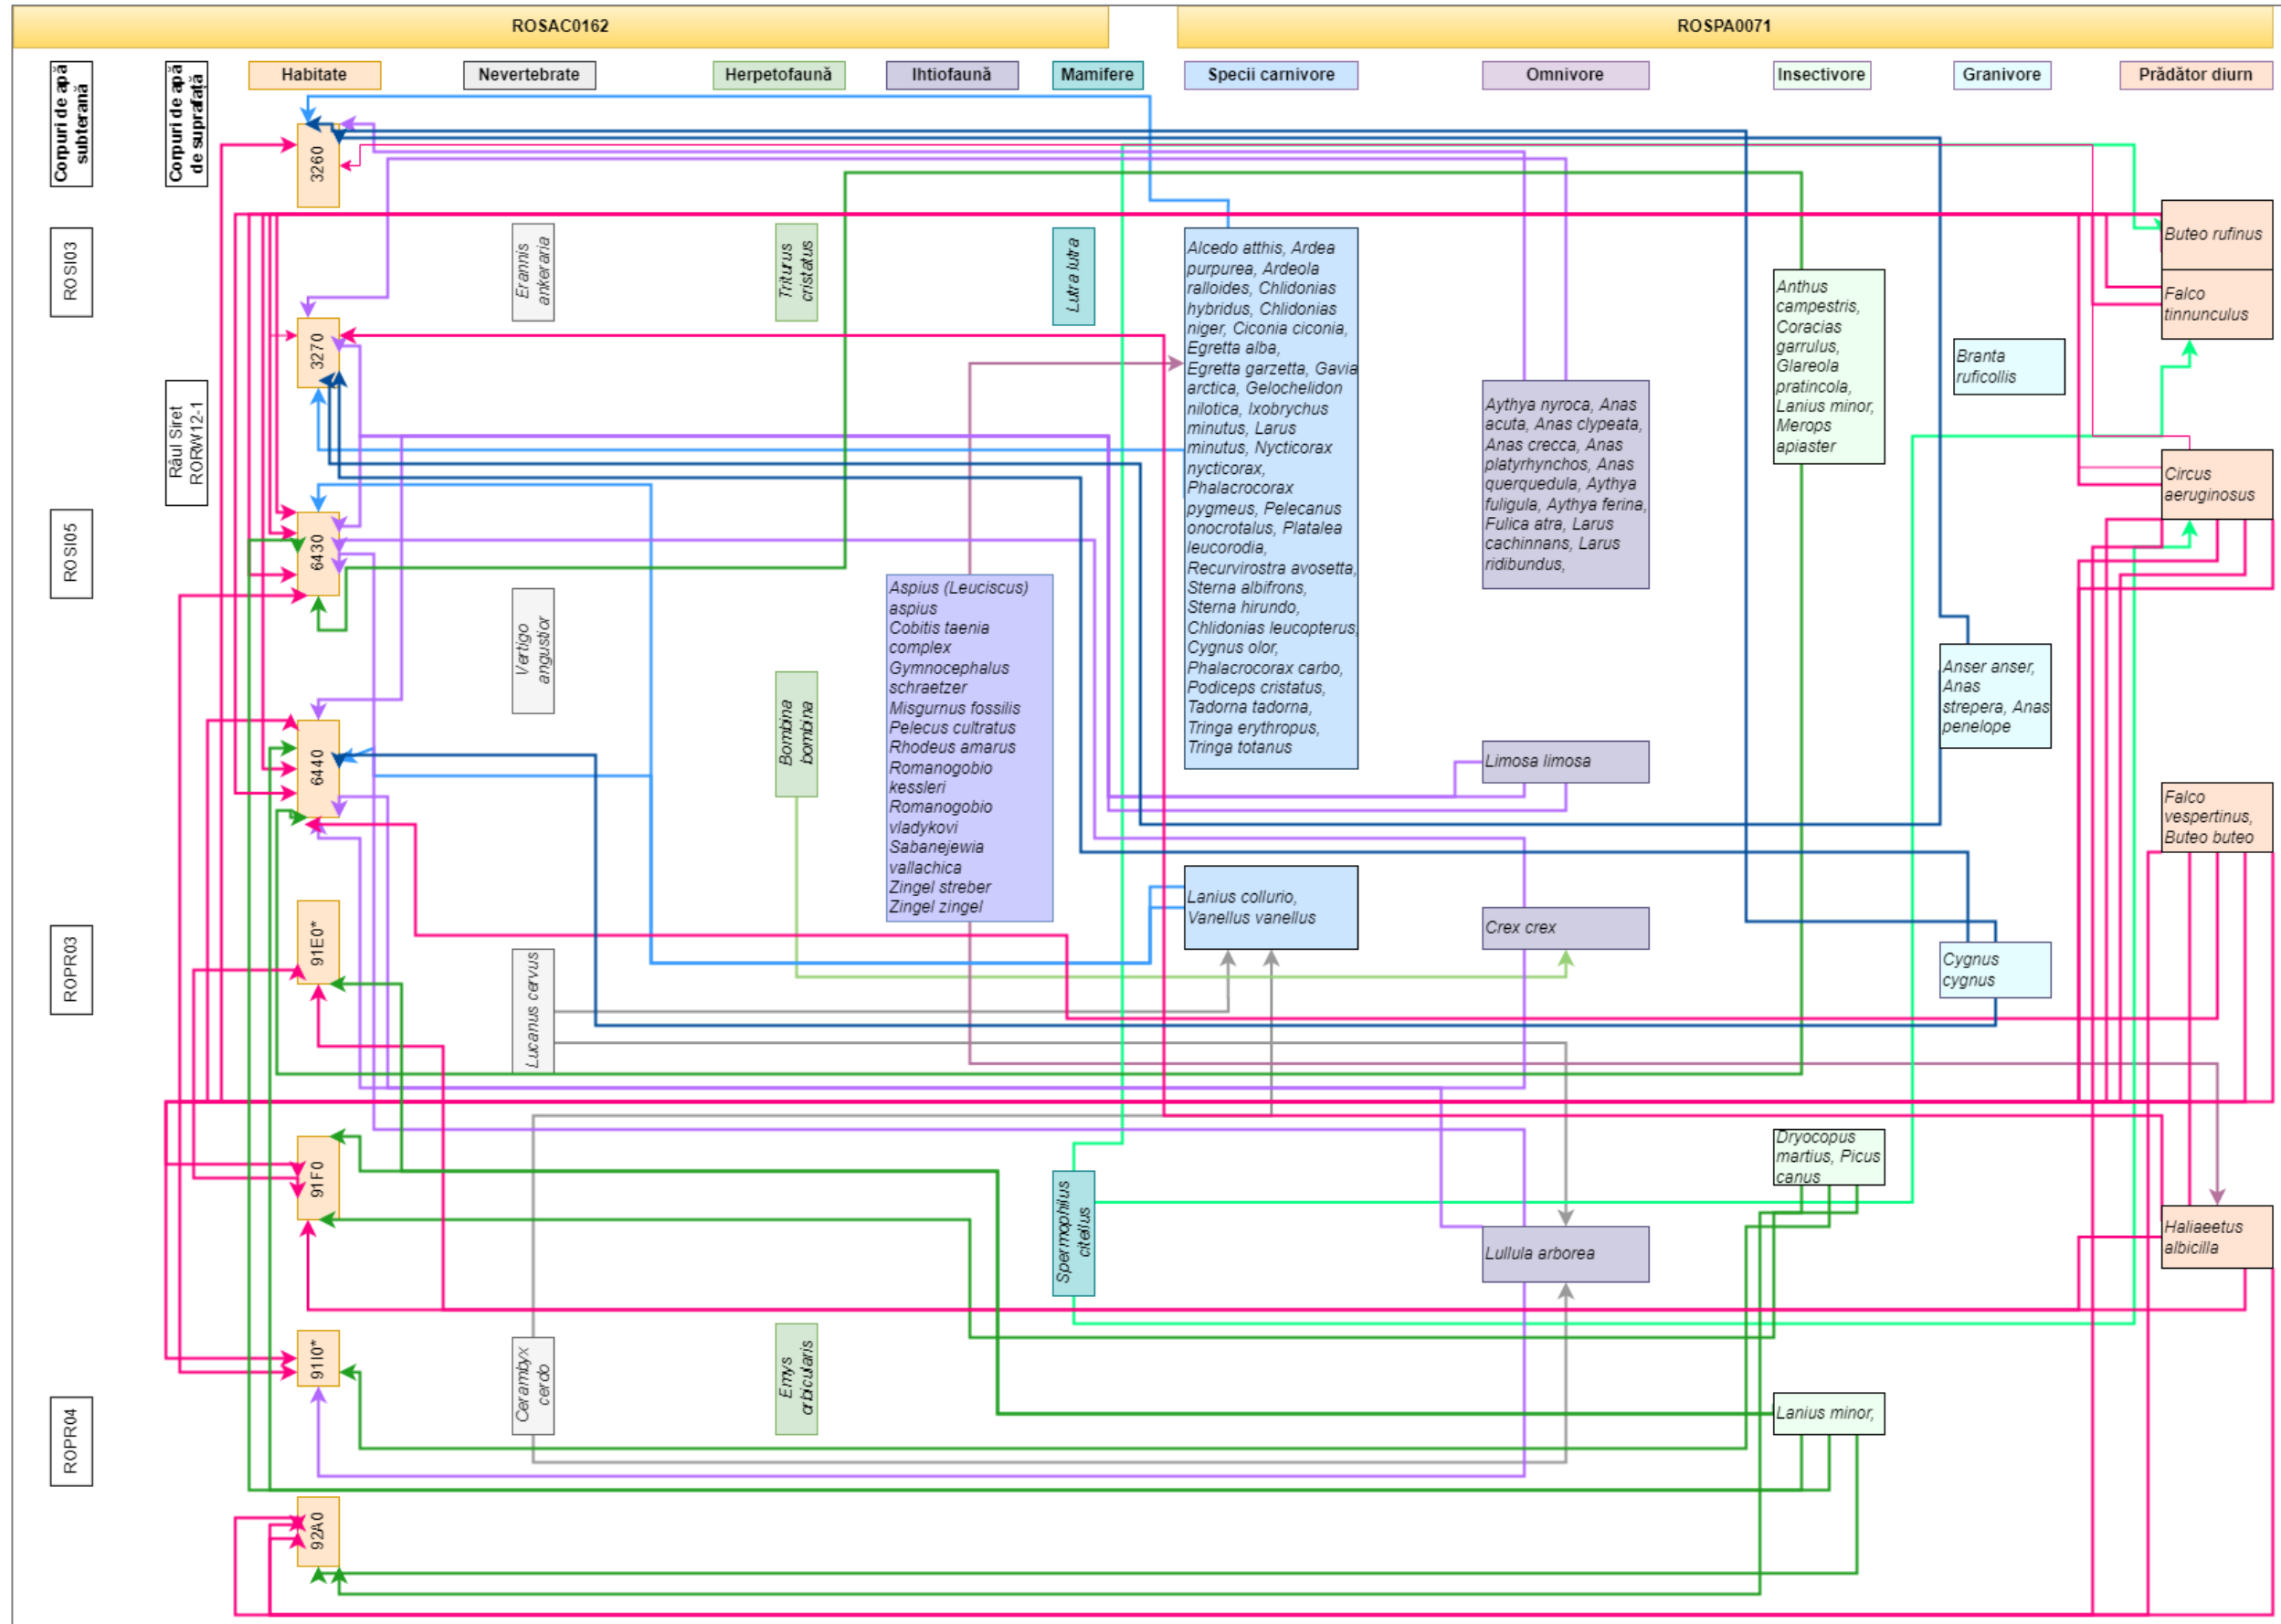 ROSAC0162
ROSPA0071
Corpuri de apă
subterană
Corpuri de apă
de suprafață
Habitate
Nevertebrate
Herpetofaună
Ihtiofaună
Mamifere
Specii carnivore
Omnivore
Insectivore
Granivore
Prădător diurn
ROSI03
ROSI05
ROPR03
ROPR04
Râul Siret
RORW12-1
3260
3270
6430
6440
91E0*
91F0
91I0*
92A0
Erannis
ankeraria
Vertigo
angustior
Lucanus cervus
Cerambyx
cerdo
Triturus
cristatus
Bombina
bombina
Emys
orbicularis
Aspius (Leuciscus)
aspius
Cobitis taenia
complex
Gymnocephalus
schraetzer
Misgurnus fossilis
Pelecus cultratus
Rhodeus amarus
Romanogobio
kessleri
Romanogobio
vladykovi
Sabanejewia
vallachica
Zingel streber
Zingel zingel
Lutra lutra
Spermophilus
citellus
Alcedo atthis, Ardea
purpurea, Ardeola
ralloides, Chlidonias
hybridus, Chlidonias
niger, Ciconia ciconia,
Egretta alba,
Egretta garzetta, Gavia
arctica, Gelochelidon
nilotica, Ixobrychus
minutus, Larus
minutus, Nycticorax
nycticorax,
Phalacrocorax
pygmeus, Pelecanus
onocrotalus, Platalea
leucorodia,
Recurvirostra avosetta,
Sterna albifrons,
Sterna hirundo,
Chlidonias leucopterus,
Cygnus olor,
Phalacrocorax carbo,
Podiceps cristatus,
Tadorna tadorna,
Tringa erythropus,
Tringa totanus
Lanius collurio,
Vanellus vanellus
Aythya nyroca, Anas
acuta, Anas clypeata,
Anas crecca, Anas
platyrhynchos, Anas
querquedula, Aythya
fuligula, Aythya ferina,
Fulica atra, Larus
cachinnans, Larus
ridibundus,
Limosa limosa
Crex crex
Lullula arborea
Anthus
campestris,
Coracias
garrulus,
Glareola
pratincola,
Lanius minor,
Merops
apiaster
Dryocopus
martius, Picus
canus
Lanius minor,
Branta
ruficollis
Anser anser,
Anas
strepera, Anas
penelope
Cygnus
cygnus
Buteo rufinus
Falco
tinnunculus
Circus
aeruginosus
Falco
vespertinus,
Buteo buteo
Haliaeetus
albicilla